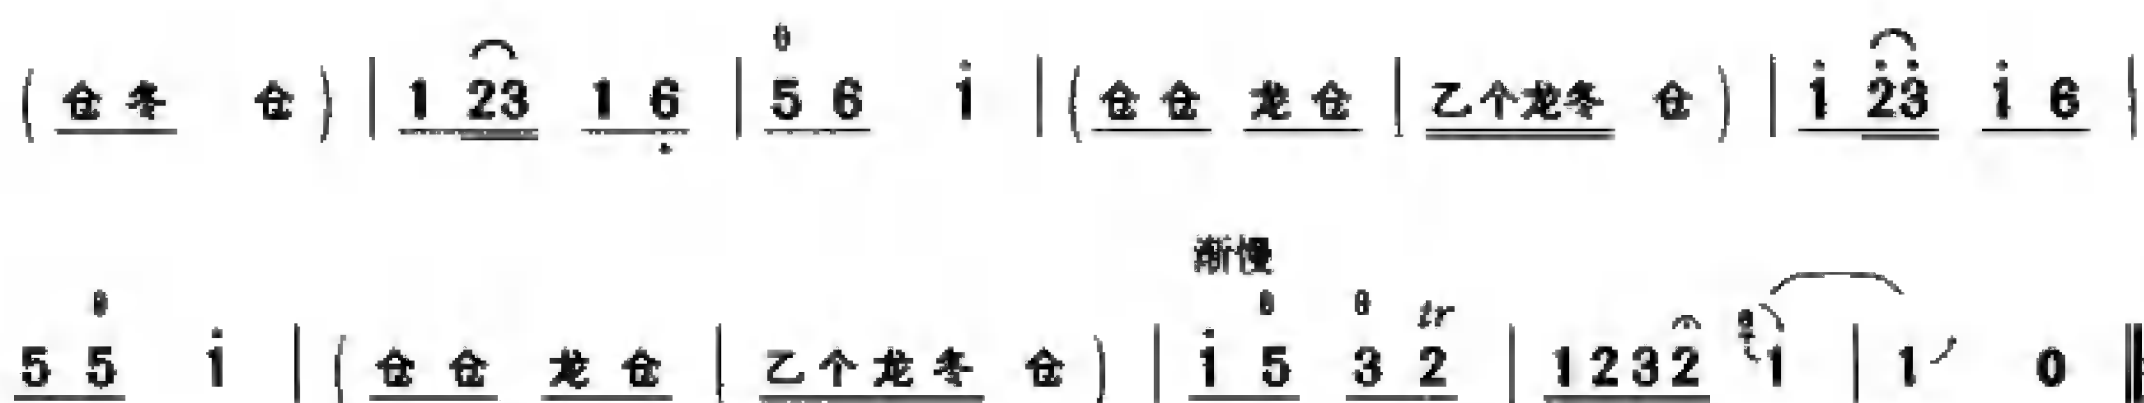 ( 仓冬 仓 ) | 1 23 1 6 | 5 6 i | ( 仓仓 龙仓 | 乙个龙冬 仓 ) | i 23 i 6 |
渐慢
5 5 i | ( 仓仓 龙仓 | 乙个龙冬 仓 ) | i 5 3 2 tr | 1232 1 | 1 0 ‖